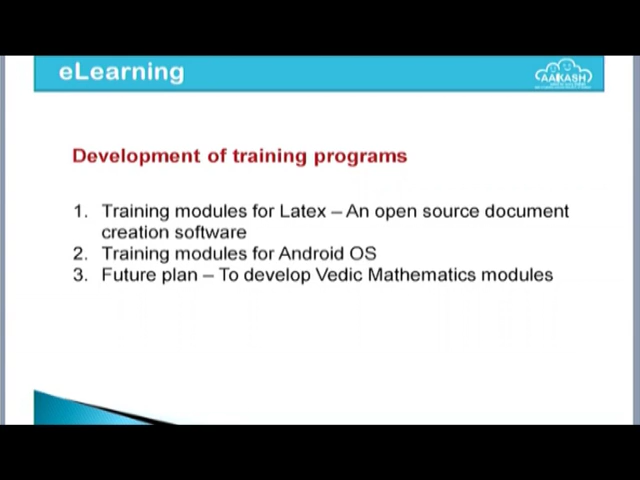 eLearning
AAKASH
Development of training programs
1. Training modules for Latex – An open source document
creation software
2. Training modules for Android OS
3. Future plan – To develop Vedic Mathematics modules